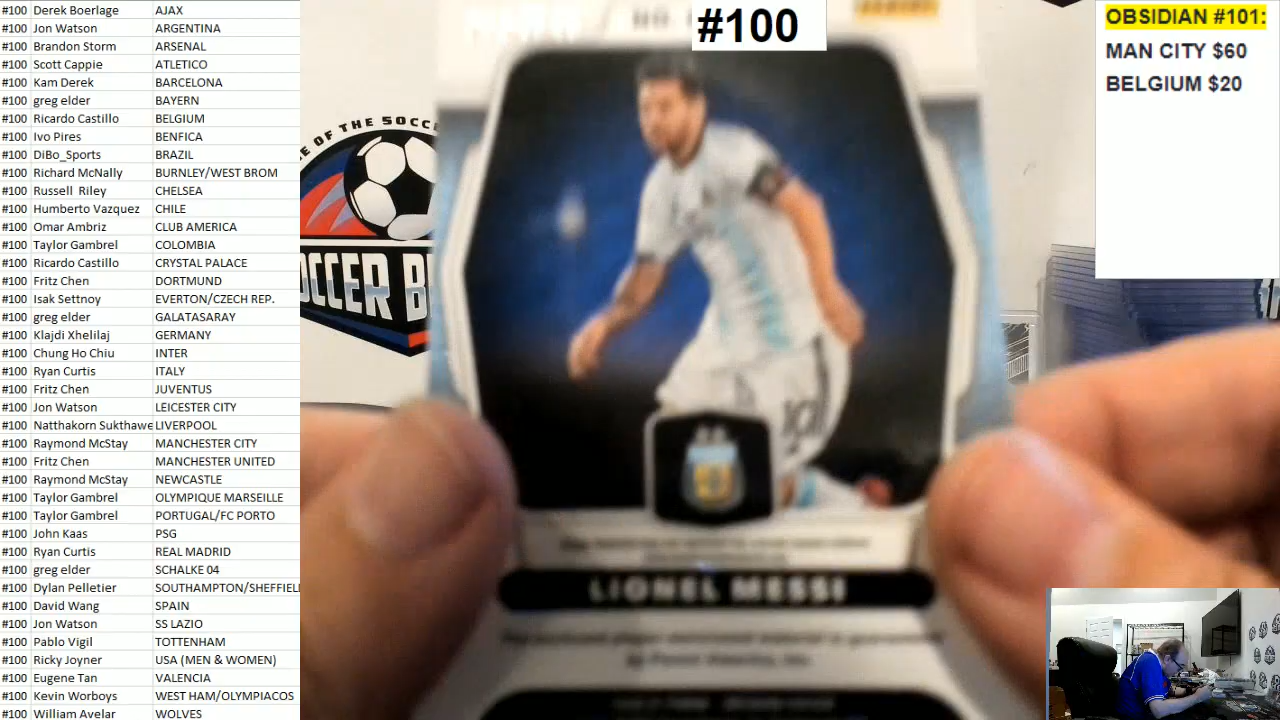 #100 Derek Boerlage AJAX
#100 Jon Watson ARGENTINA
#100 Brandon Storm ARSENAL
#100 Scott Cappie ATLETICO
#100 Kam Derek BARCELONA
#100 greg elder BAYERN
#100 Ricardo Castillo BELGIUM
#100 Ivo Pires BENFICA
#100 DiBo_Sports BRAZIL
#100 Richard McNally BURNLEY/WEST BROM
#100 Russell Riley CHELSEA
#100 Humberto Vazquez CHILE
#100 Omar Ambriz CLUB AMERICA
#100 Taylor Gambrel COLOMBIA
#100 Ricardo Castillo CRYSTAL PALACE
#100 Fritz Chen DORTMUND
#100 Isak Settnoy EVERTON/CZECH REP.
#100 greg elder GALATASARAY
#100 Klajdi Xhelilaj GERMANY
#100 Chung Ho Chiu INTER
#100 Ryan Curtis ITALY
#100 Fritz Chen JUVENTUS
#100 Jon Watson LEICESTER CITY
#100 Natthakorn Sukthawe LIVERPOOL
#100 Raymond McStay MANCHESTER CITY
#100 Fritz Chen MANCHESTER UNITED
#100 Raymond McStay NEWCASTLE
#100 Taylor Gambrel OLYMPIQUE MARSEILLE
#100 Taylor Gambrel PORTUGAL/FC PORTO
#100 John Kaas PSG
#100 Ryan Curtis REAL MADRID
#100 greg elder SCHALKE 04
#100 Dylan Pelletier SOUTHAMPTON/SHEFFIEL
#100 David Wang SPAIN
#100 Jon Watson SS LAZIO
#100 Pablo Vigil TOTTENHAM
#100 Ricky Joyner USA (MEN & WOMEN)
#100 Eugene Tan VALENCIA
#100 Kevin Worboys WEST HAM/OLYMPIACOS
#100 William Avelar WOLVES
#100
OF THE SOCC
OCCER B
10
LIONEL MESSI
OBSIDIAN #101:
MAN CITY $60
BELGIUM $20